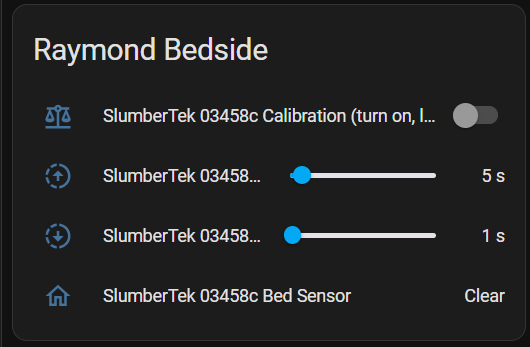 Raymond Bedside
SlumberTek 03458c Calibration (turn on, l...
SlumberTek 03458... 5 s
SlumberTek 03458... 1 s
SlumberTek 03458c Bed Sensor Clear